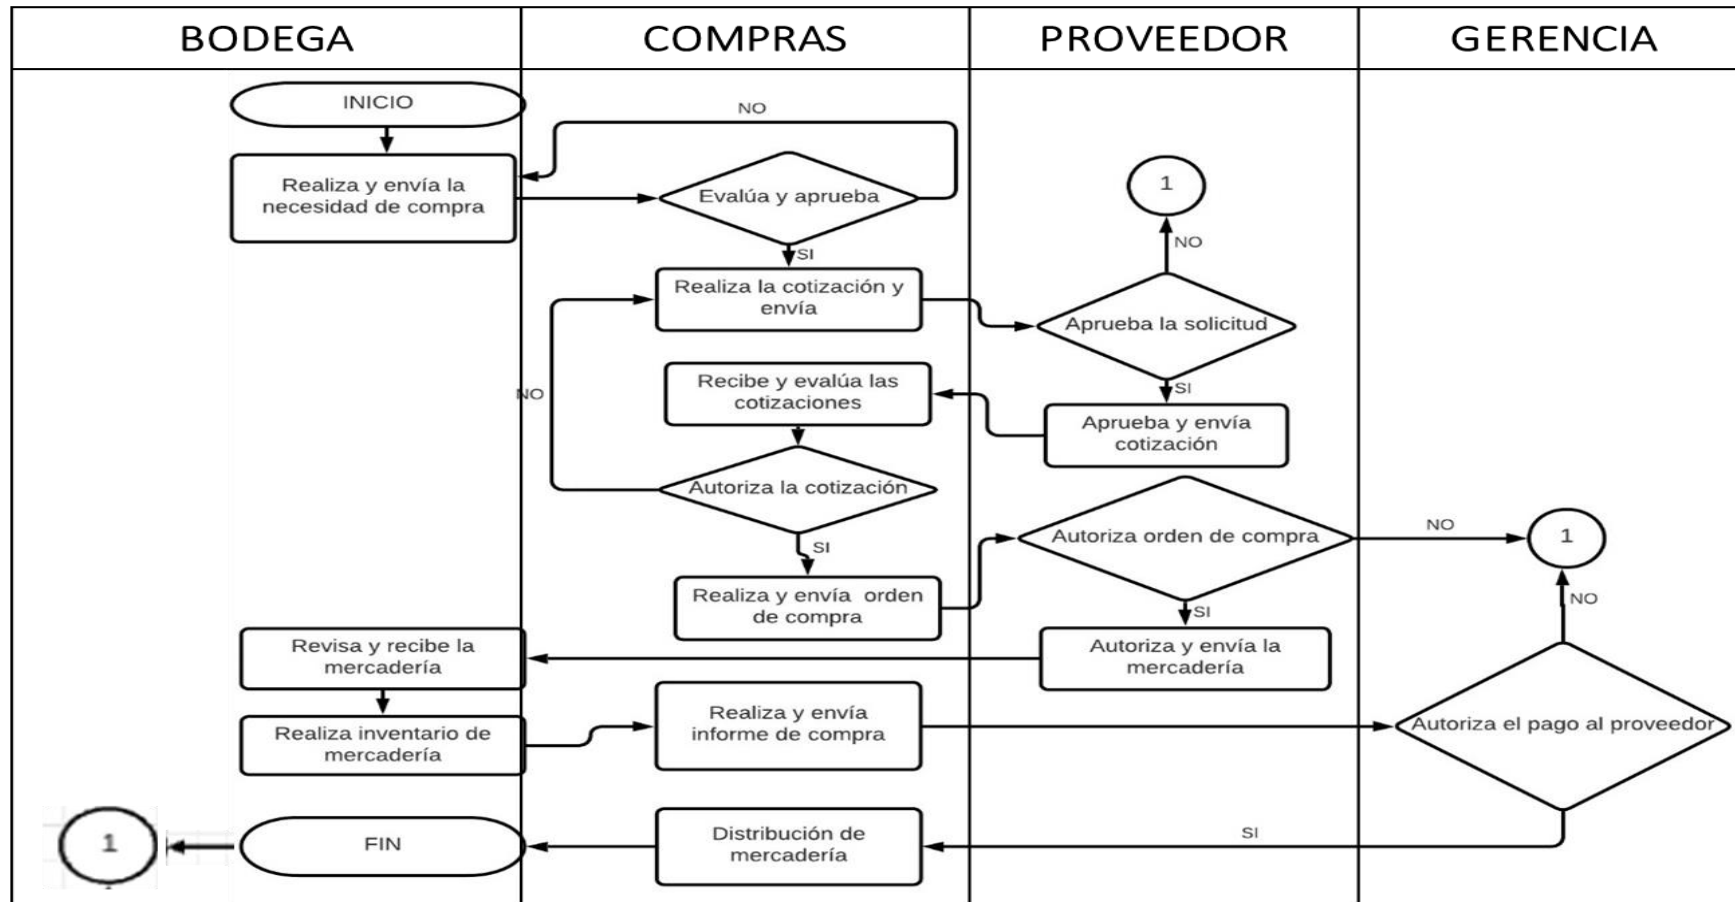 BODEGA
COMPRAS
PROVEEDOR
GERENCIA
INICIO
NO
Realiza y envía la
necesidad de compra
Evalúa y aprueba
1
NO
SI
Realiza la cotización y
envía
Aprueba la solicitud
NO
Recibe y evalúa las
cotizaciones
SI
Aprueba y envía
cotización
Autoriza la cotización
SI
Autoriza orden de compra
NO
1
Realiza y envía orden
de compra
SI
NO
Revisa y recibe la
mercadería
Autoriza y envía la
mercadería
Realiza inventario de
mercadería
Realiza y envía
informe de compra
Autoriza el pago al proveedor
1
FIN
Distribución de
mercadería
SI